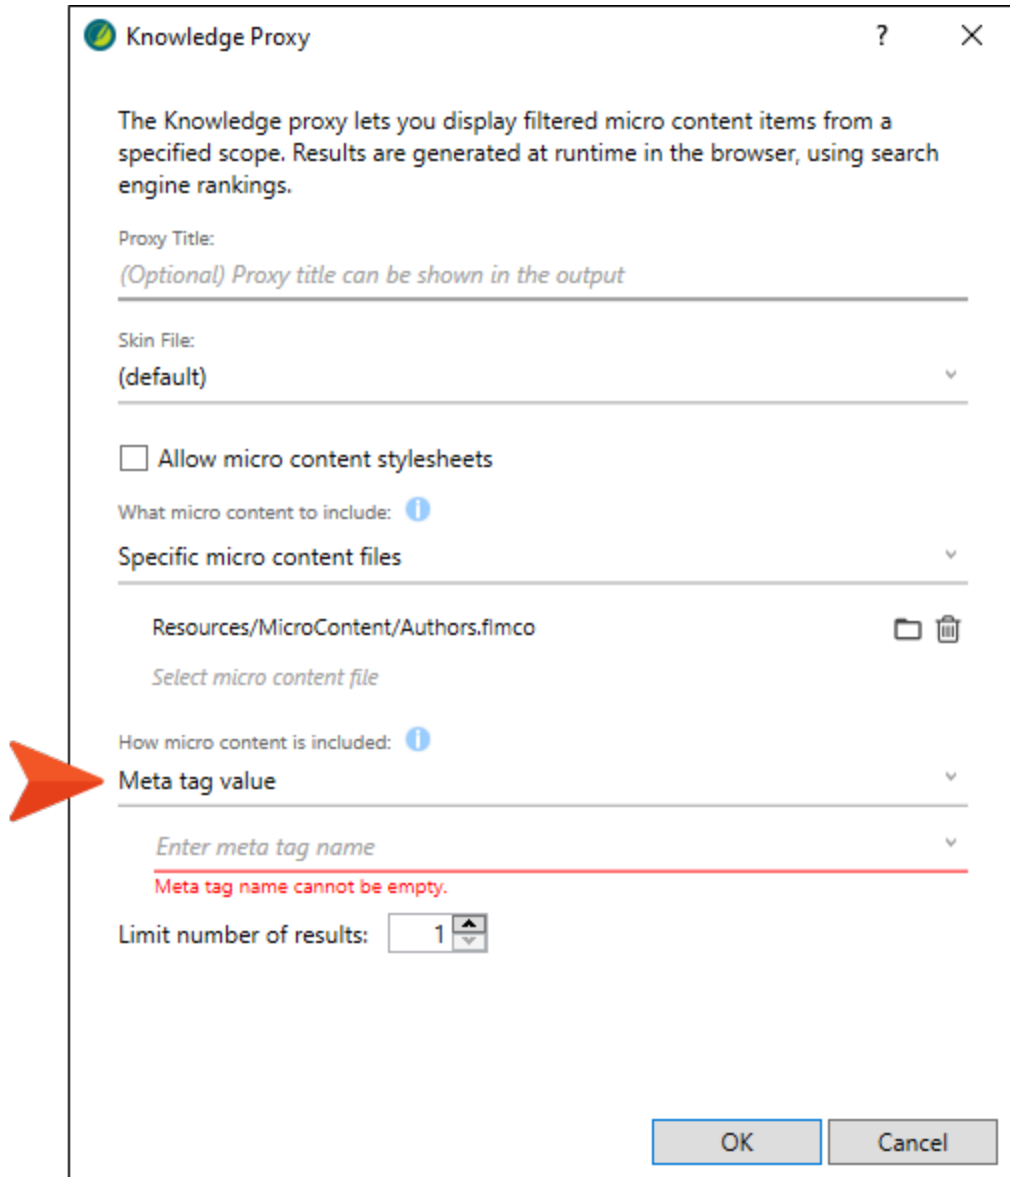 Knowledge Proxy ?
The Knowledge proxy lets you display filtered micro content items from a
specified scope. Results are generated at runtime in the browser, using search
engine rankings.
Proxy Title:
(Optional) Proxy title can be shown in the output
Skin File:
(default)
Allow micro content stylesheets
What micro content to include:
Specific micro content files
Resources/MicroContent/Authors.flmco
Select micro content file
How micro content is included:
Meta tag value
Enter meta tag name
Meta tag name cannot be empty.
Limit number of results: 1
OK Cancel